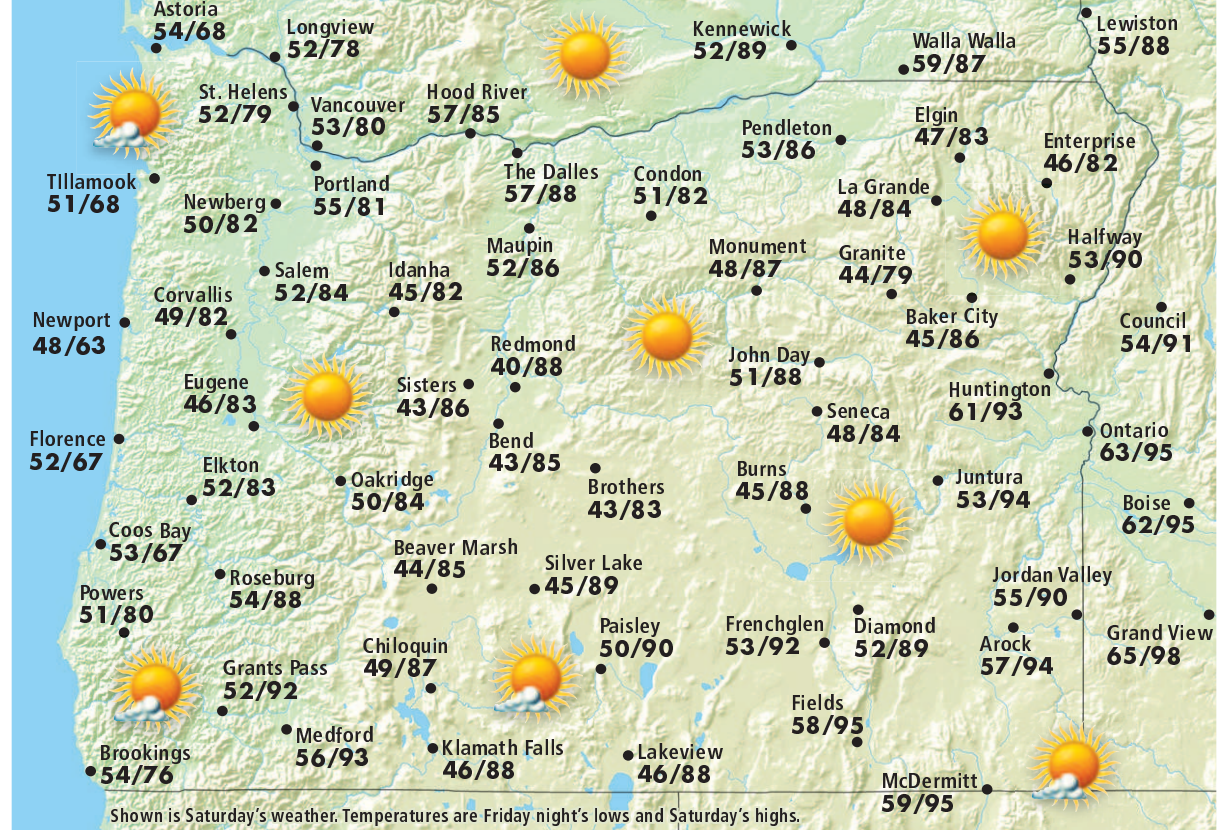 Astoria
54/68
Longview
52/78
Kennewick
52/89
Walla Walla
59/87
Lewiston
55/88
St. Helens
52/79
Vancouver
53/80
Hood River
57/85
Pendleton
53/86
Elgin
47/83
Enterprise
46/82
TIllamook
51/68
Newberg
50/82
Portland
55/81
The Dalles
57/88
Condon
51/82
La Grande
48/84
Maupin
52/86
Monument
48/87
Granite
44/79
Halfway
53/90
Salem
52/84
Idanha
45/82
Corvallis
49/82
Newport
48/63
Baker City
45/86
Council
54/91
Redmond
40/88
John Day
51/88
Eugene
46/83
Sisters
43/86
Huntington
61/93
Seneca
48/84
Florence
52/67
Bend
43/85
Ontario
63/95
Elkton
52/83
Oakridge
50/84
Brothers
43/83
Burns
45/88
Juntura
53/94
Boise
62/95
Coos Bay
53/67
Beaver Marsh
44/85
Silver Lake
45/89
Roseburg
54/88
Jordan Valley
55/90
Powers
51/80
Chiloquin
49/87
Paisley
50/90
Frenchglen
53/92
Diamond
52/89
Arock
57/94
Grand View
65/98
Grants Pass
52/92
Fields
58/95
Medford
56/93
Klamath Falls
46/88
Lakeview
46/88
Brookings
54/76
McDermitt
59/95
Shown is Saturday's weather. Temperatures are Friday night's lows and Saturday's highs.